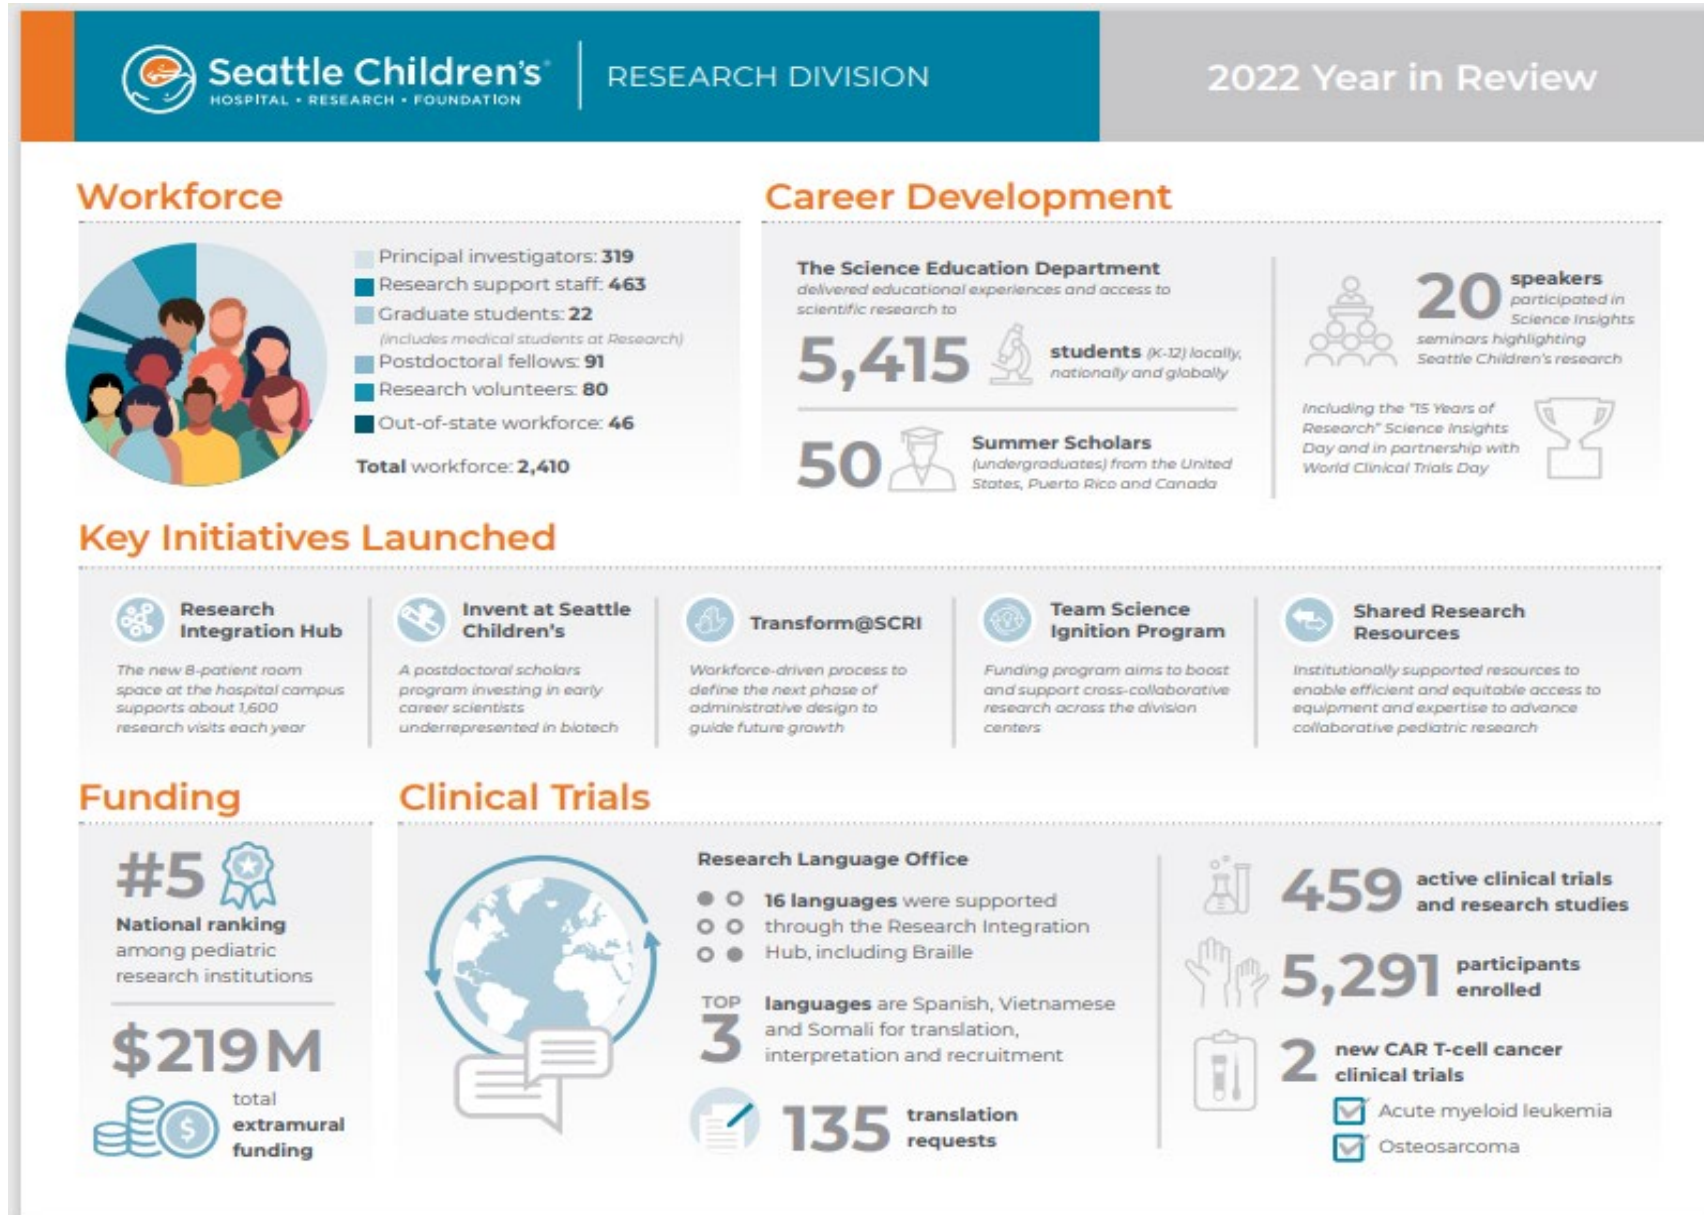 Seattle Children's®
HOSPITAL • RESEARCH • FOUNDATION
RESEARCH DIVISION
2022 Year in Review
Workforce
Principal investigators: 319
Research support staff: 463
Graduate students: 22
(includes medical students at Research)
Postdoctoral fellows: 91
Research volunteers: 80
Out-of-state workforce: 46
Total workforce: 2,410
Career Development
The Science Education Department
delivered educational experiences and access to
scientific research to
5,415
students (K-12) locally,
nationally and globally
50
Summer Scholars
(undergraduates) from the United
States, Puerto Rico and Canada
20
speakers
participated in
Science Insights
seminars highlighting
Seattle Children's research
Including the "15 Years of
Research" Science Insights
Day and in partnership with
World Clinical Trials Day
Key Initiatives Launched
Research
Integration Hub
The new 8-patient room
space at the hospital campus
supports about 1,600
research visits each year
Invent at Seattle
Children's
A postdoctoral scholars
program investing in early
career scientists
underrepresented in biotech
Transform@SCRI
Workforce-driven process to
define the next phase of
administrative design to
guide future growth
Team Science
Ignition Program
Funding program aims to boost
and support cross-collaborative
research across the division
centers
Shared Research
Resources
Institutionally supported resources to
enable efficient and equitable access to
equipment and expertise to advance
collaborative pediatric research
Funding
#5
National ranking
among pediatric
research institutions
$219M
total
extramural
funding
Clinical Trials
Research Language Office
16 languages were supported
through the Research Integration
Hub, including Braille
TOP
3
languages are Spanish, Vietnamese
and Somali for translation,
interpretation and recruitment
135
translation
requests
459
active clinical trials
and research studies
5,291
participants
enrolled
2
new CAR T-cell cancer
clinical trials
Acute myeloid leukemia
Osteosarcoma